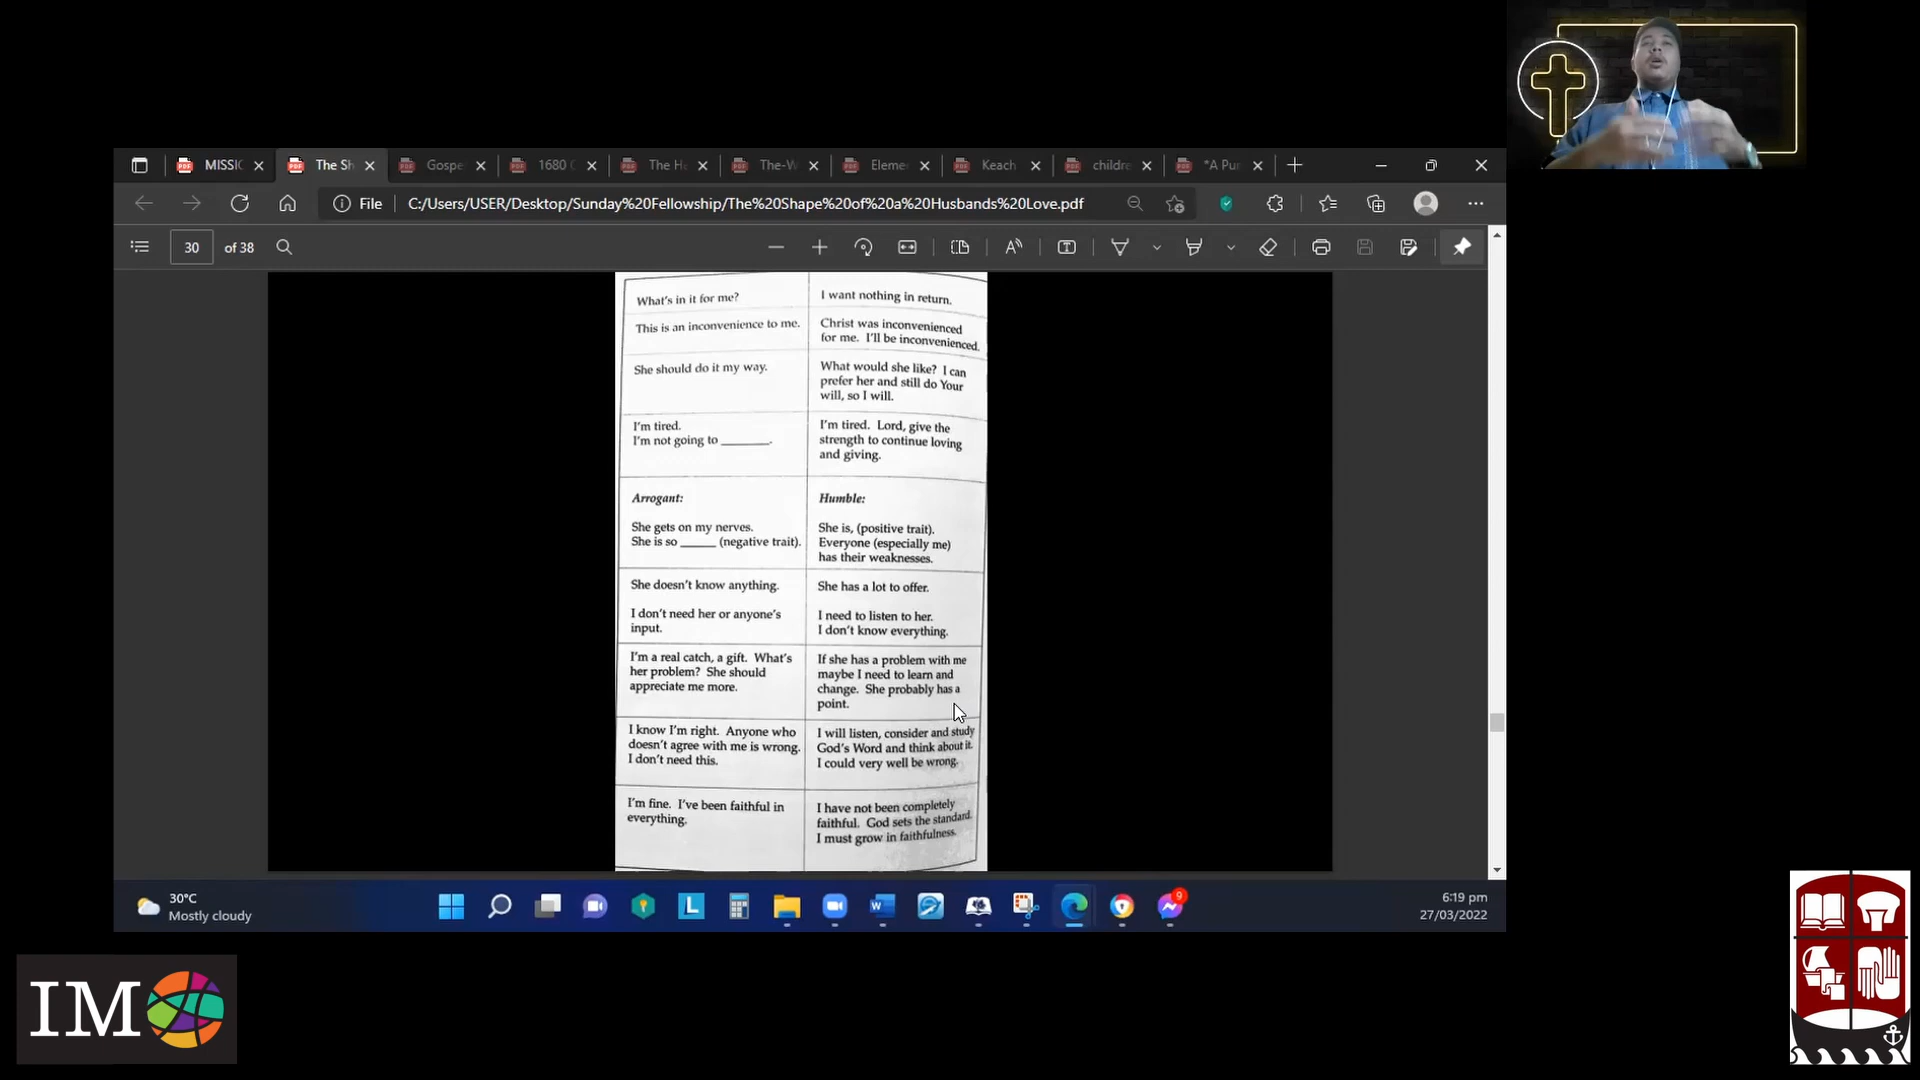 MISSIC
The Sh
Gospe
1680 C
The H
The-W
Eleme
Keach
childre
*A Pur
File
C:/Users/USER/Desktop/Sunday%20Fellowship/The%20Shape%20of%20a%20Husbands%20Love.pdf
30 of 38
What's in it for me?
I want nothing in return.
This is an inconvenience to me.
Christ was inconvenienced
for me. I'll be inconvenienced.
She should do it my way.
What would she like? I can
prefer her and still do Your
will, so I will.
I'm tired.
I'm not going to ________.
I'm tired. Lord, give the
strength to continue loving
and giving.
Arrogant:
Humble:
She gets on my nerves.
She is so ______ (negative trait).
She is, (positive trait).
Everyone (especially me)
has their weaknesses.
She doesn't know anything.
I don't need her or anyone's
input.
She has a lot to offer.
I need to listen to her.
I don't know everything.
I'm a real catch, a gift. What's
her problem? She should
appreciate me more.
If she has a problem with me
maybe I need to learn and
change. She probably has a
point.
I know I'm right. Anyone who
doesn't agree with me is wrong.
I don't need this.
I will listen, consider and study
God's Word and think about it.
I could very well be wrong.
I'm fine. I've been faithful in
everything.
I have not been completely
faithful. God sets the standard.
I must grow in faithfulness.
30°C
Mostly cloudy
L
W
9
6:19 pm
27/03/2022
IM